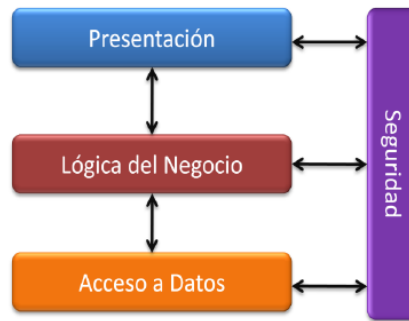 Presentación
Lógica del Negocio
Acceso a Datos
Seguridad